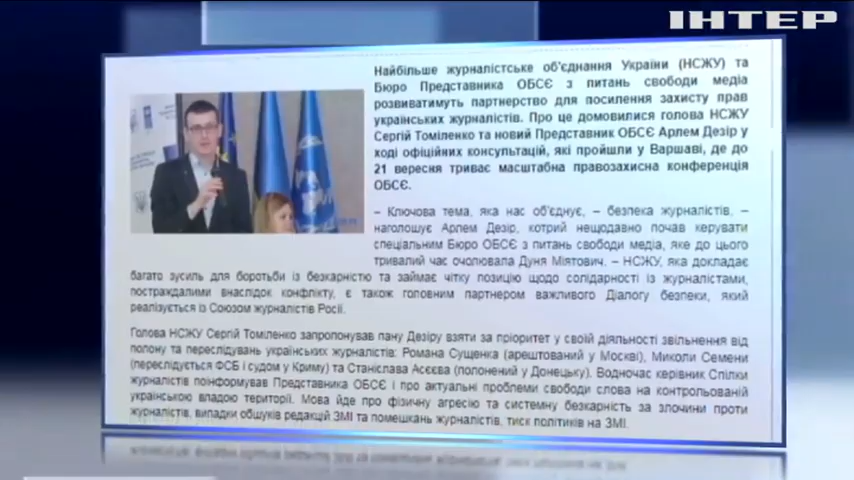 ІНТЕР
Найбільше журналістське об'єднання України (НСЖУ) та
Бюро Представника ОБСЄ з питань свободи медіа
розвиватимуть партнерство для посилення захисту прав
українських журналістів. Про це домовилися голова НСЖУ
Сергій Томіленко та новий Представник ОБСЄ Арлем Дезір у
ході офіційних консультацій, які пройшли у Варшаві, де до
21 вересня триває масштабна правозахисна конференція
ОБСЄ.
– Ключова тема, яка нас об'єднує, – безпека журналістів, –
наголошує Арлем Дезір, котрий нещодавно почав керувати
спеціальним Бюро ОБСЄ з питань свободи медіа, яке до цього
тривалий час очолювала Дуня Міятович. – НСЖУ, яка докладає
багато зусиль для боротьби із безкарністю та займає чітку позицію щодо солідарності із журналістами,
постраждалими внаслідок конфлікту, є також головним партнером важливого Діалогу безпеки, який
реалізується із Союзом журналістів Росії.
Голова НСЖУ Сергій Томіленко запропонував пану Дезіру взяти за пріоритет у своїй діяльності звільнення від
полону та переслідувань українських журналістів: Романа Сущенка (арештований у Москві), Миколи Семени
(переслідується ФСБ і судом у Криму) та Станіслава Асєєва (полонений у Донецьку). Водночас керівник Спілки
журналістів поінформував Представника ОБСЄ і про актуальні проблеми свободи слова на контрольованій
українською владою території. Мова йде про фізичну агресію та системну безкарність за злочини проти
журналістів, випадки обшуків редакцій ЗМІ та помешкань журналістів, тиск політиків на ЗМІ.